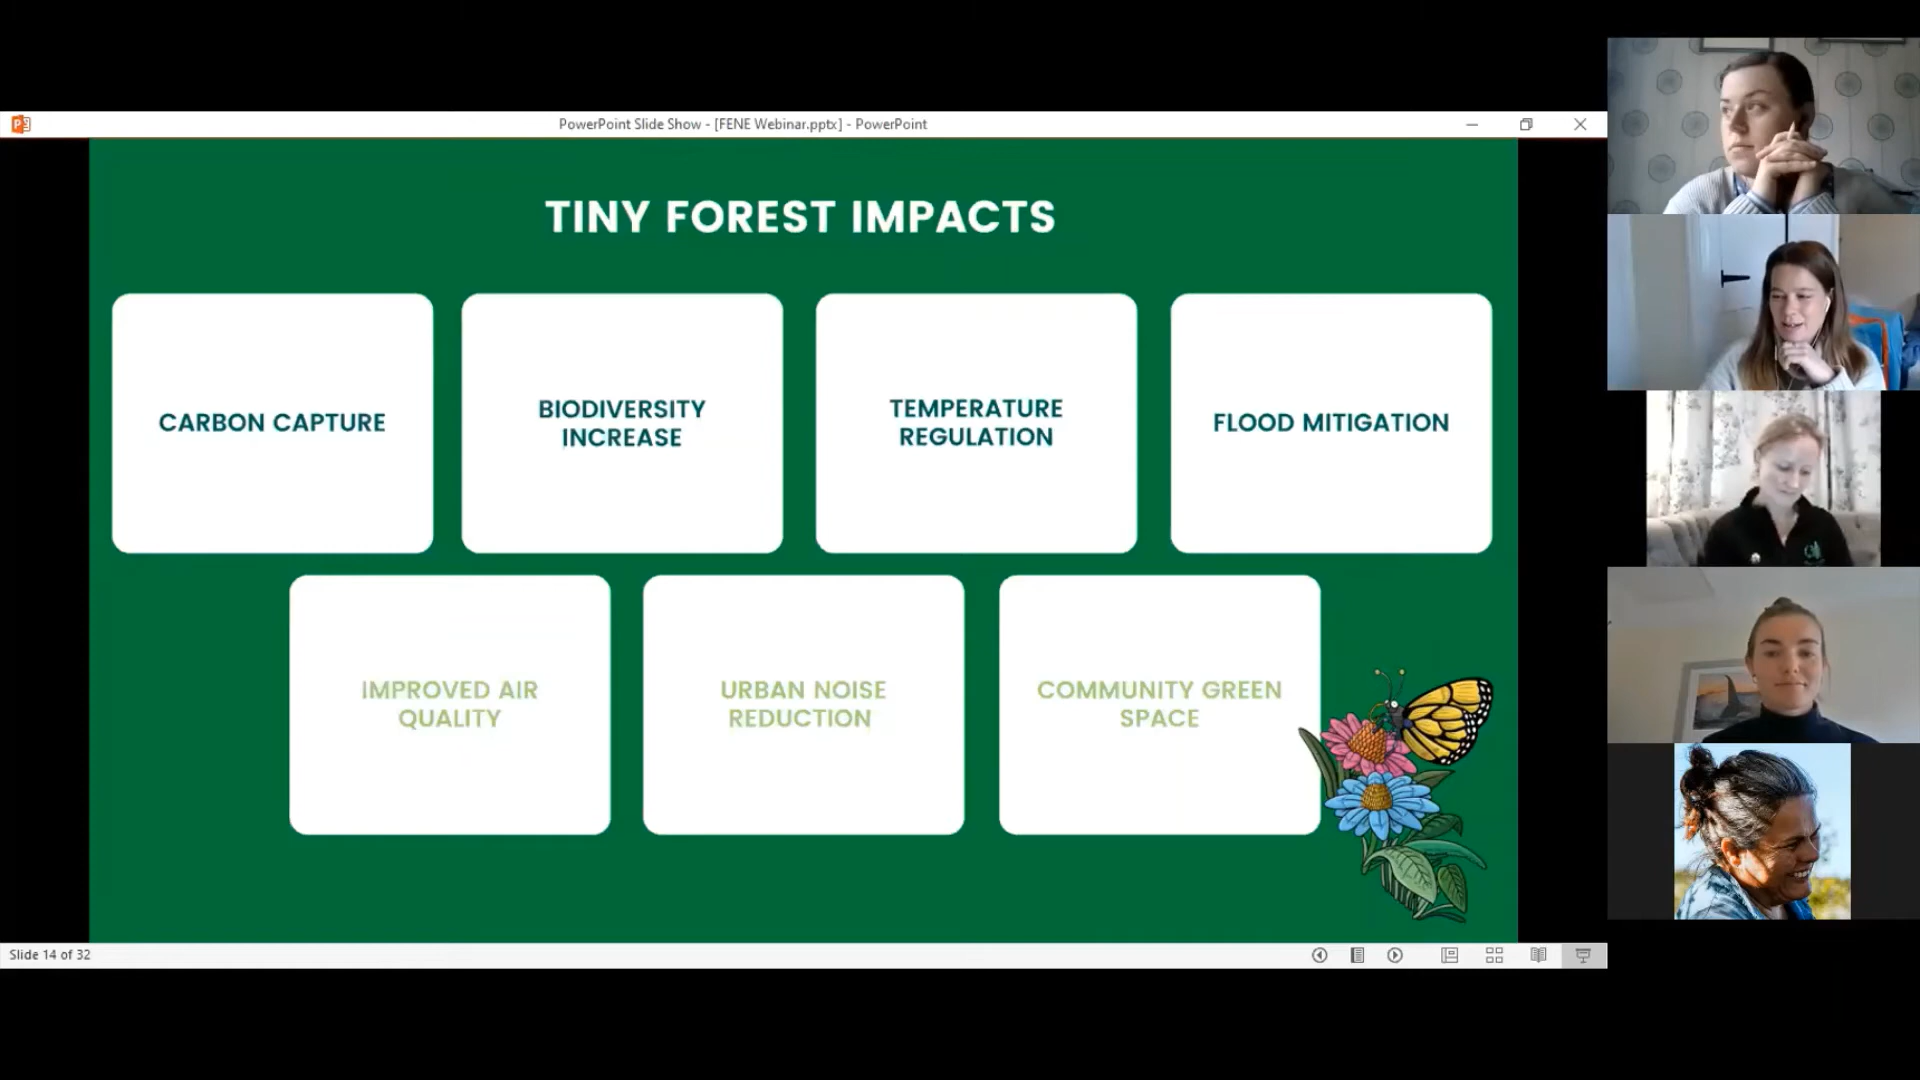 PowerPoint Slide Show - [FENE Webinar.pptx] - PowerPoint
TINY FOREST IMPACTS
CARBON CAPTURE
BIODIVERSITY
INCREASE
TEMPERATURE
REGULATION
FLOOD MITIGATION
IMPROVED AIR
QUALITY
URBAN NOISE
REDUCTION
COMMUNITY GREEN
SPACE
Slide 14 of 32